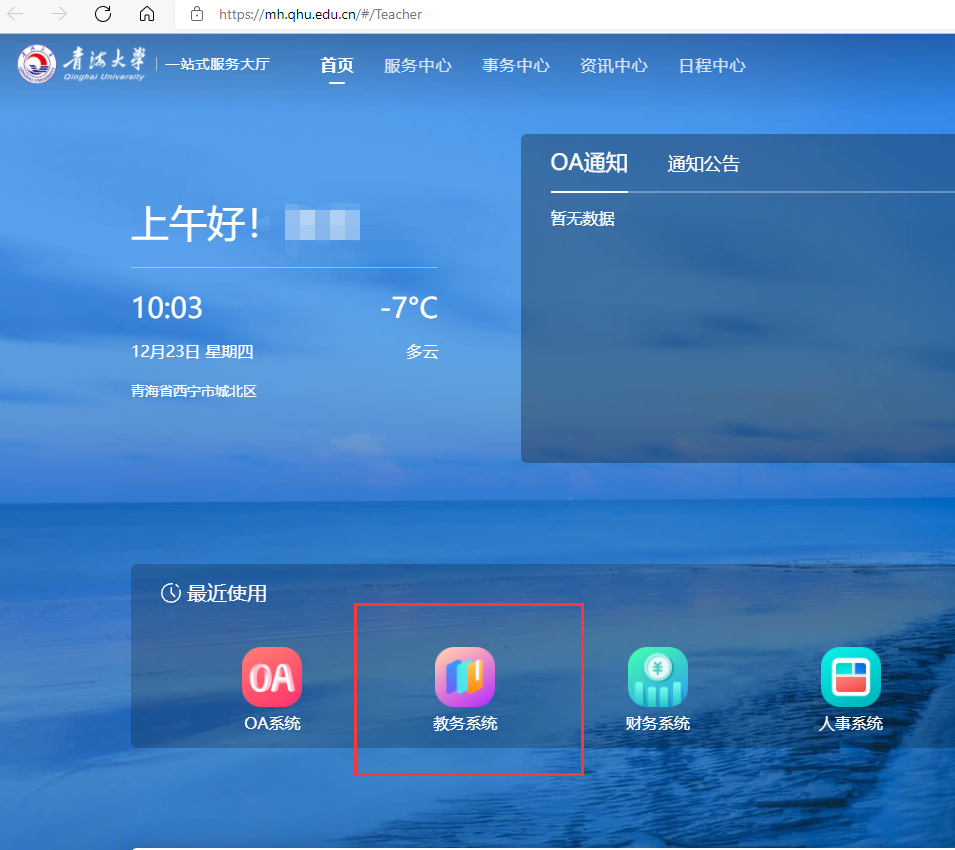 https://mh.qhu.edu.cn/#/Teacher
青海大学
Qinghai University
一站式服务大厅
首页 服务中心 事务中心 资讯中心 日程中心
OA通知 通知公告
暂无数据
上午好！
10:03 -7°C
12月23日 星期四 多云
青海省西宁市城北区
最近使用
OA
¥
OA系统 教务系统 财务系统 人事系统